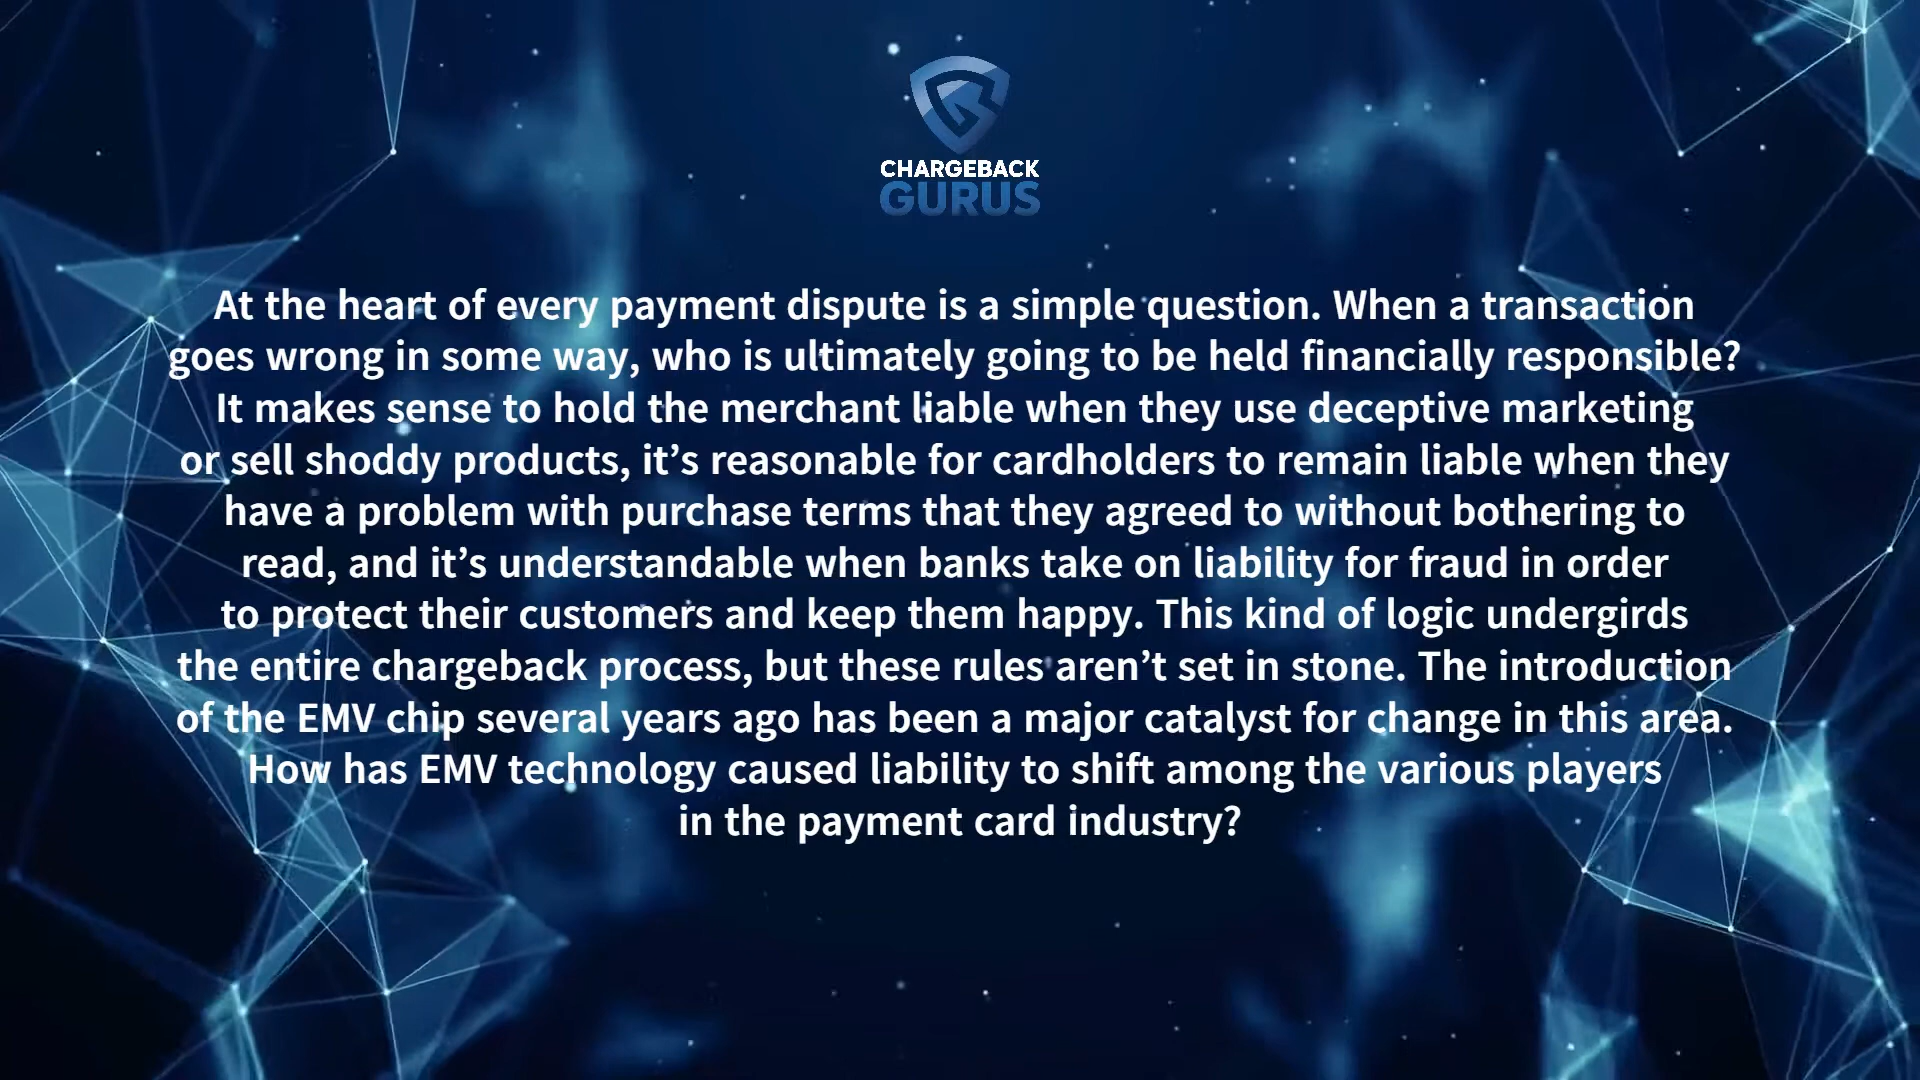 CHARGEBACK
GURUS
At the heart of every payment dispute is a simple question. When a transaction
goes wrong in some way, who is ultimately going to be held financially responsible?
It makes sense to hold the merchant liable when they use deceptive marketing
or sell shoddy products, it’s reasonable for cardholders to remain liable when they
have a problem with purchase terms that they agreed to without bothering to
read, and it’s understandable when banks take on liability for fraud in order
to protect their customers and keep them happy. This kind of logic undergirds
the entire chargeback process, but these rules aren’t set in stone. The introduction
of the EMV chip several years ago has been a major catalyst for change in this area.
How has EMV technology caused liability to shift among the various players
in the payment card industry?